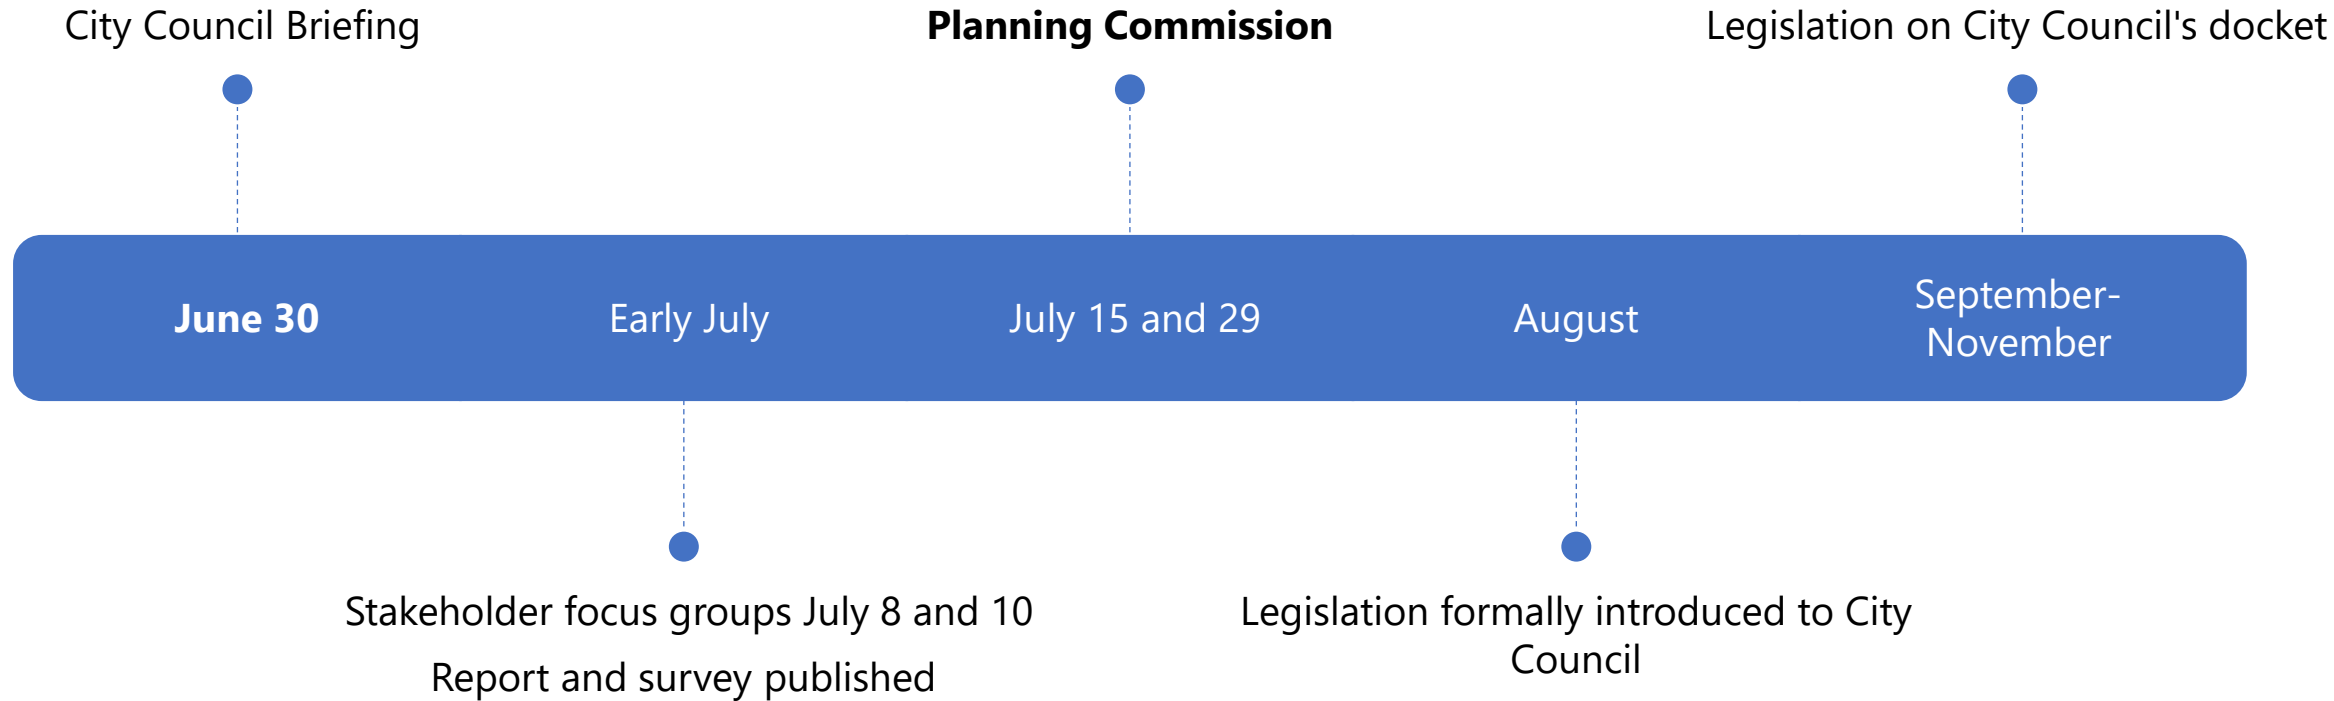 City Council Briefing
Planning Commission
Legislation on City Council's docket
June 30
Early July
July 15 and 29
August
September-
November
Stakeholder focus groups July 8 and 10
Report and survey published
Legislation formally introduced to City
Council